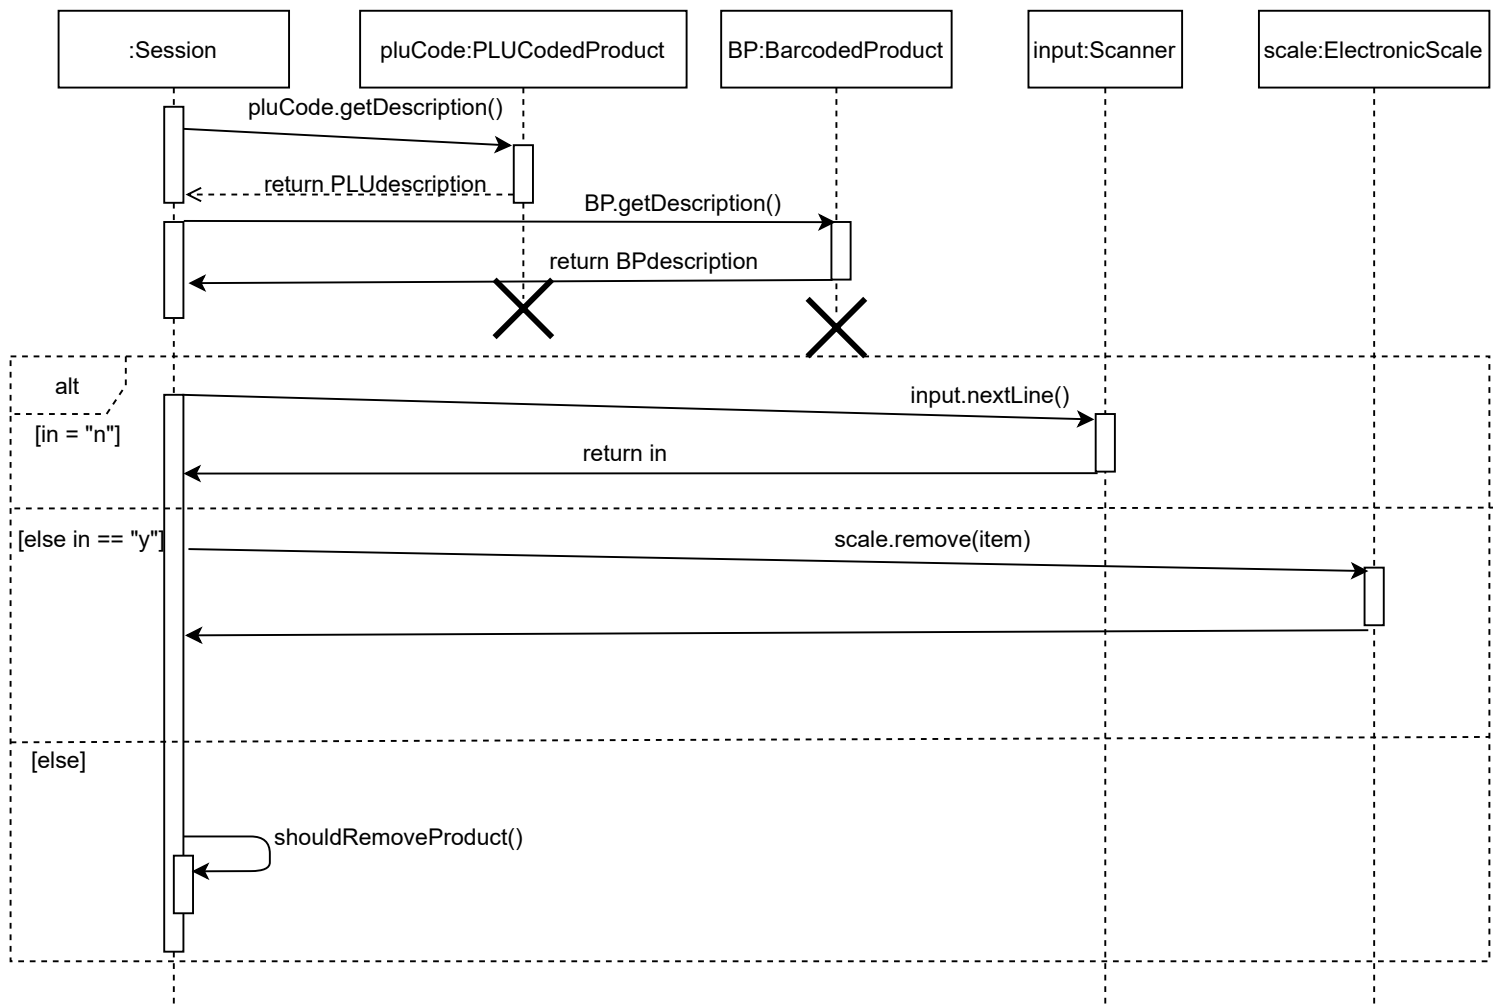 :Session
pluCode:PLUCodedProduct
BP:BarcodedProduct
input:Scanner
scale:ElectronicScale
pluCode.getDescription()
return PLUdescription
BP.getDescription()
return BPdescription
alt
input.nextLine()
[in = "n"]
return in
[else in == "y"]
scale.remove(item)
[else]
shouldRemoveProduct()